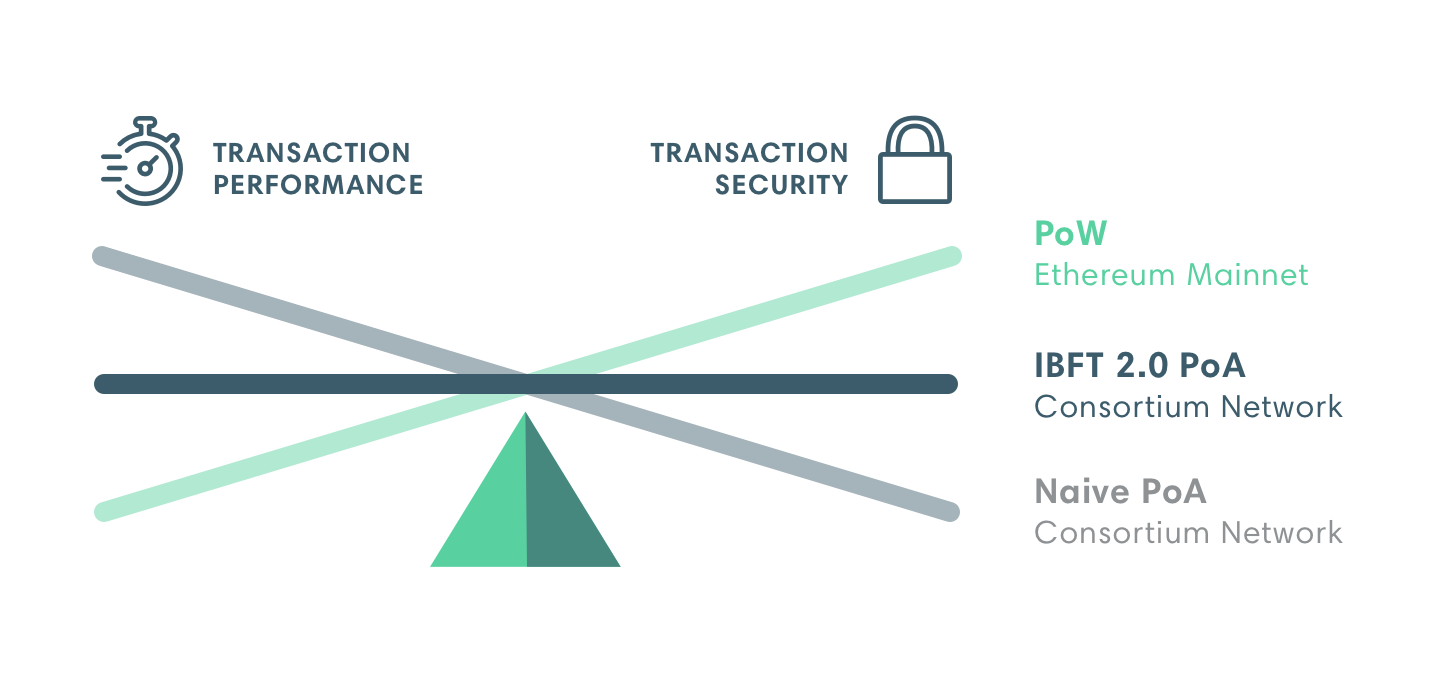 TRANSACTION
PERFORMANCE
TRANSACTION
SECURITY
PoW
Ethereum Mainnet
IBFT 2.0 PoA
Consortium Network
Naive PoA
Consortium Network